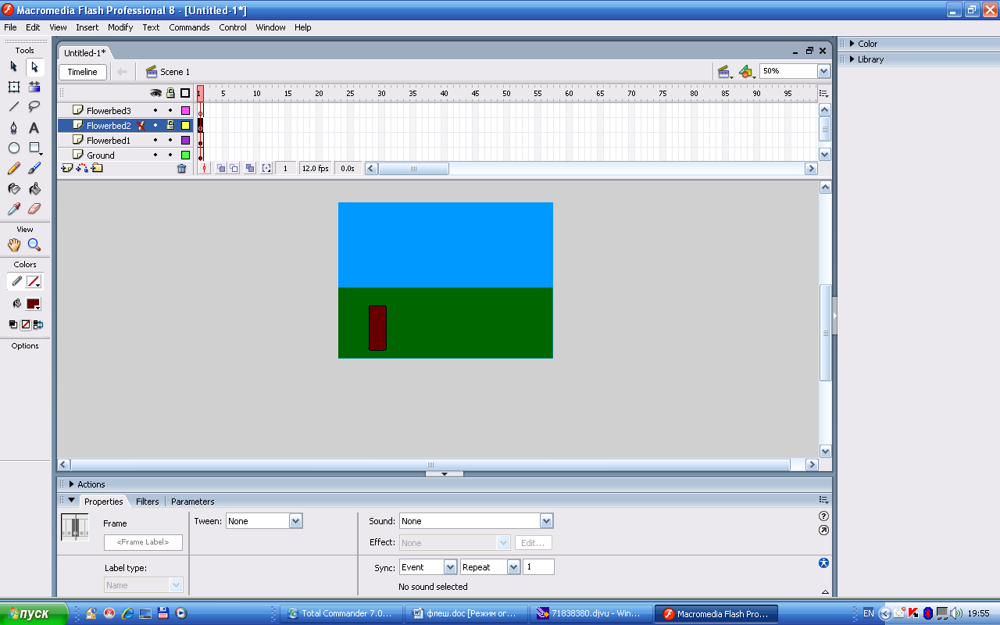 Macromedia Flash Professional 8 - [Untitled-1*]
File Edit View Insert Modify Text Commands Control Window Help
Tools
Untitled-1*
Color
Timeline
Scene 1
50%
Library
1 5 10 15 20 25 30 35 40 45 50 55 60 65 70 75 80 85 90 95
Flowerbed3
Flowerbed2
Flowerbed1
Ground
1 12.0 fps 0.0s
A
View
Colors
Options
Actions
Properties Filters Parameters
Frame
<Frame Label>
Label type:
Name
Tween: None
Sound: None
Effect: None Edit...
Sync: Event Repeat 1
No sound selected
пуск
Total Commander 7.0...
флеш.doc [Режим ог...
71838380.djvu - Win...
Macromedia Flash Pro...
EN
19:55